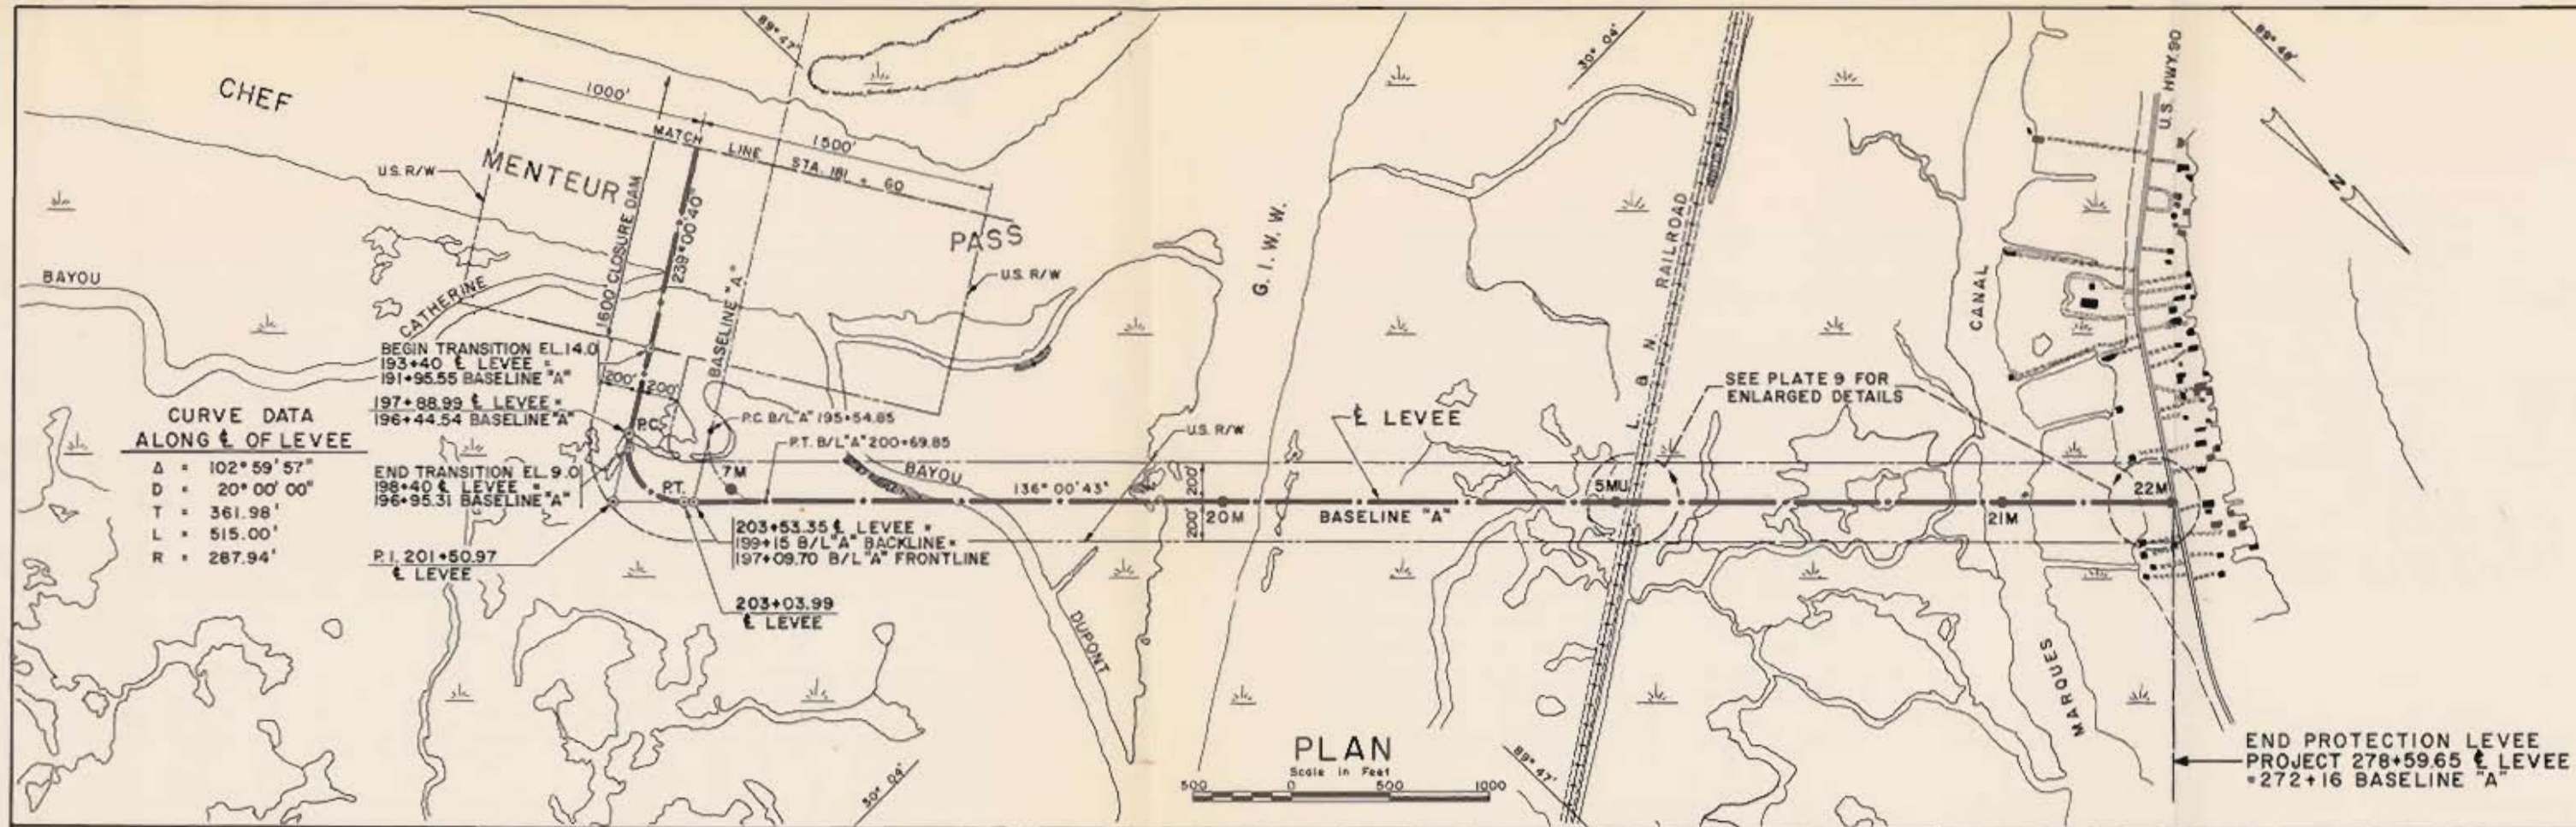 89° 47'
30° 04'
89° 48'
CHEF
MENTEUR
PASS
1000'
1500'
MATCH LINE STA. 181 + 60
U.S. R/W
1600' CLOSURE DAM
239° 00' 40"
BASELINE "A"
U.S. R/W
BAYOU
CATHERINE
BEGIN TRANSITION EL.14.0
193+40 ℄ LEVEE =
191+95.55 BASELINE "A"
200'
200'
197+88.99 ℄ LEVEE =
196+44.54 BASELINE "A"
P.C.
P.C. B/L "A" 195+54.85
P.T. B/L "A" 200+69.85
CURVE DATA
ALONG ℄ OF LEVEE
Δ = 102° 59' 57"
D = 20° 00' 00"
T = 361.98'
L = 515.00'
R = 287.94'
END TRANSITION EL. 9.0
198+40 ℄ LEVEE =
196+95.31 BASELINE "A"
7M
P.T.
BAYOU
DUPONT
203+53.35 ℄ LEVEE =
199+15 B/L "A" BACKLINE =
197+09.70 B/L "A" FRONTLINE
P.I. 201+50.97
℄ LEVEE
203+03.99
℄ LEVEE
136° 00' 43"
U.S. R/W
200'
200'
20M
G. I. W. W.
℄ LEVEE
BASELINE "A"
L & N RAILROAD
5MU
SEE PLATE 9 FOR
ENLARGED DETAILS
21M
22M
CANAL
MARQUES
U.S. HWY. 90
N
30° 04'
89° 47'
PLAN
Scale in Feet
500 0 500 1000
END PROTECTION LEVEE
PROJECT 278+59.65 ℄ LEVEE
= 272+16 BASELINE "A"